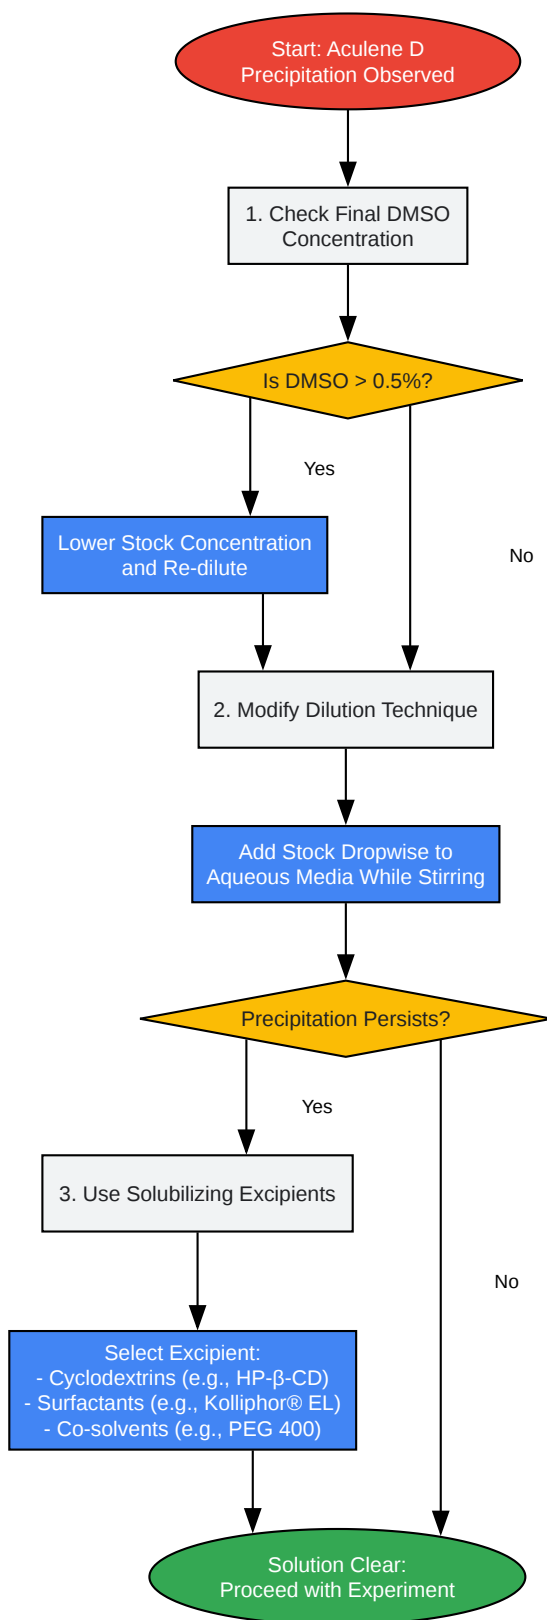 Start: Aculene D
Precipitation Observed
1. Check Final DMSO
Concentration
Is DMSO > 0.5%?
Yes
Lower Stock Concentration
and Re-dilute
No
2. Modify Dilution Technique
Add Stock Dropwise to
Aqueous Media While Stirring
Precipitation Persists?
Yes
3. Use Solubilizing Excipients
No
Select Excipient:
- Cyclodextrins (e.g., HP-β-CD)
- Surfactants (e.g., Kolliphor® EL)
- Co-solvents (e.g., PEG 400)
Solution Clear:
Proceed with Experiment